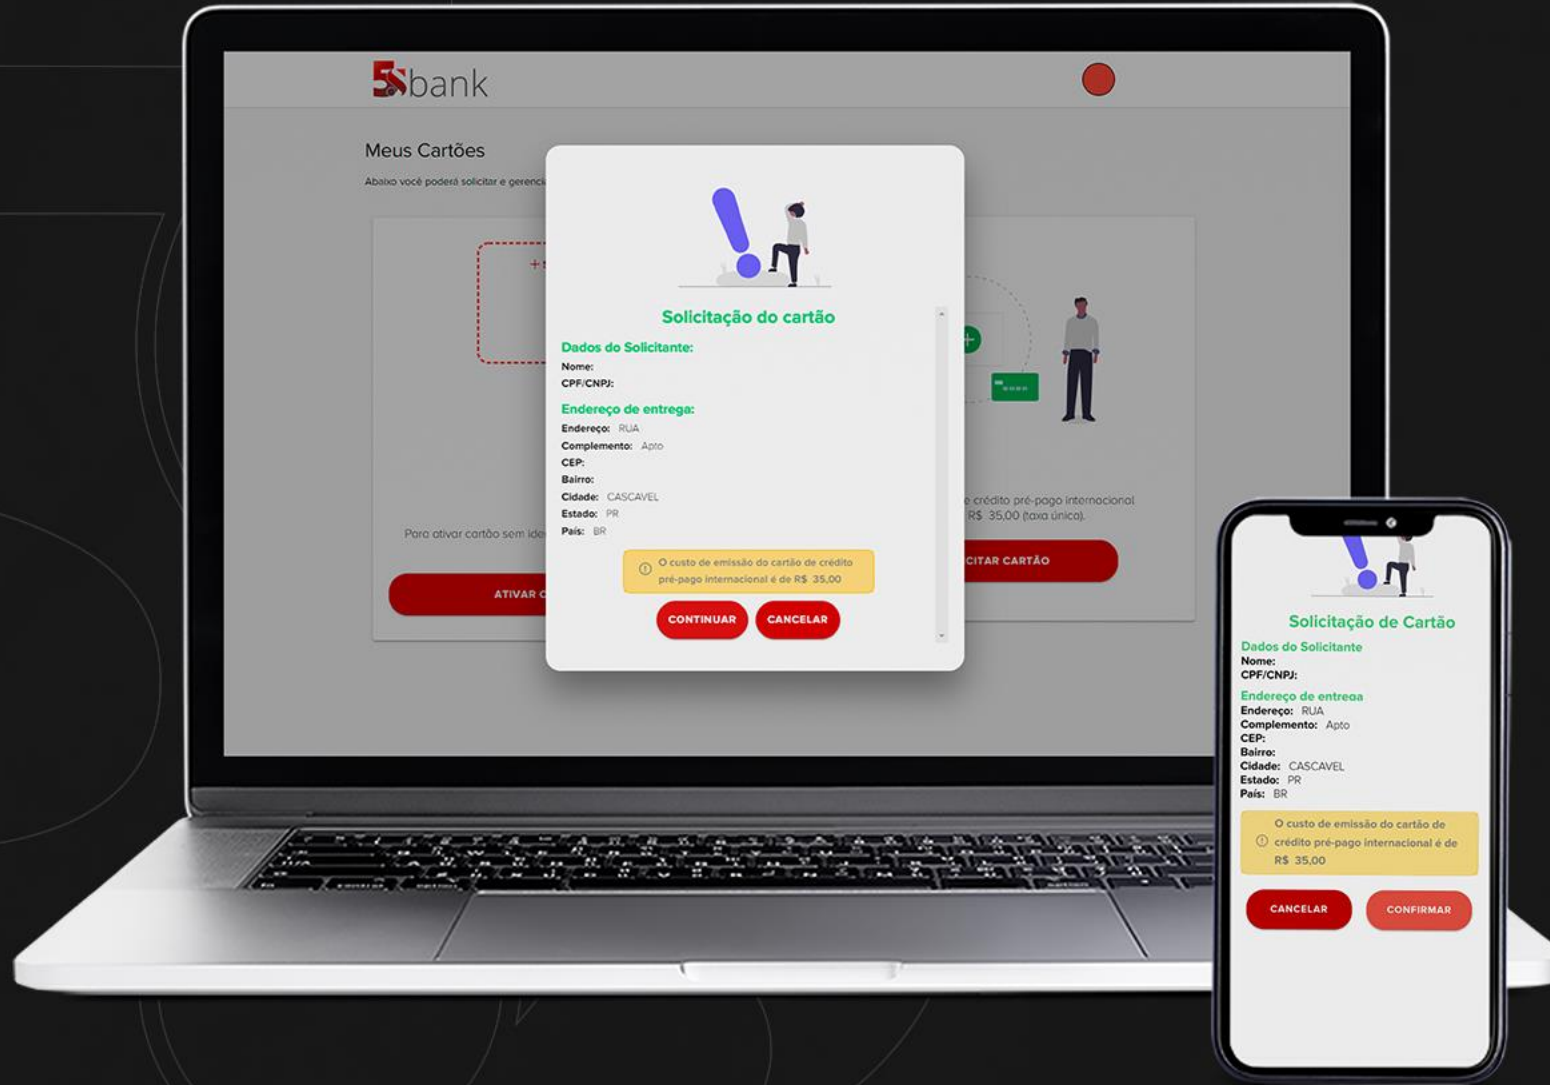 5Sbank
Meus Cartões
Abaixo você poderá solicitar e
Para ativar cartão sem
ATIVAR
Solicitação do cartão
Dados do Solicitante:
Nome:
CPF/CNPJ:
Endereço de entrega:
Endereço: RUA
Complemento: Apto
CEP:
Bairro:
Cidade: CASCAVEL
Estado: PR
País: BR
O custo de emissão do cartão de crédito
pré-pago internacional é de R$ 35,00
CONTINUAR
CANCELAR
crédito pré-pago internacional
R$ 35,00 (taxa única).
CITAR CARTÃO
Solicitação de Cartão
Dados do Solicitante
Nome:
CPF/CNPJ:
Endereço de entrega
Endereço: RUA
Complemento: Apto
CEP:
Bairro:
Cidade: CASCAVEL
Estado: PR
País: BR
O custo de emissão do cartão de
crédito pré-pago internacional é de
R$ 35,00
CANCELAR
CONFIRMAR